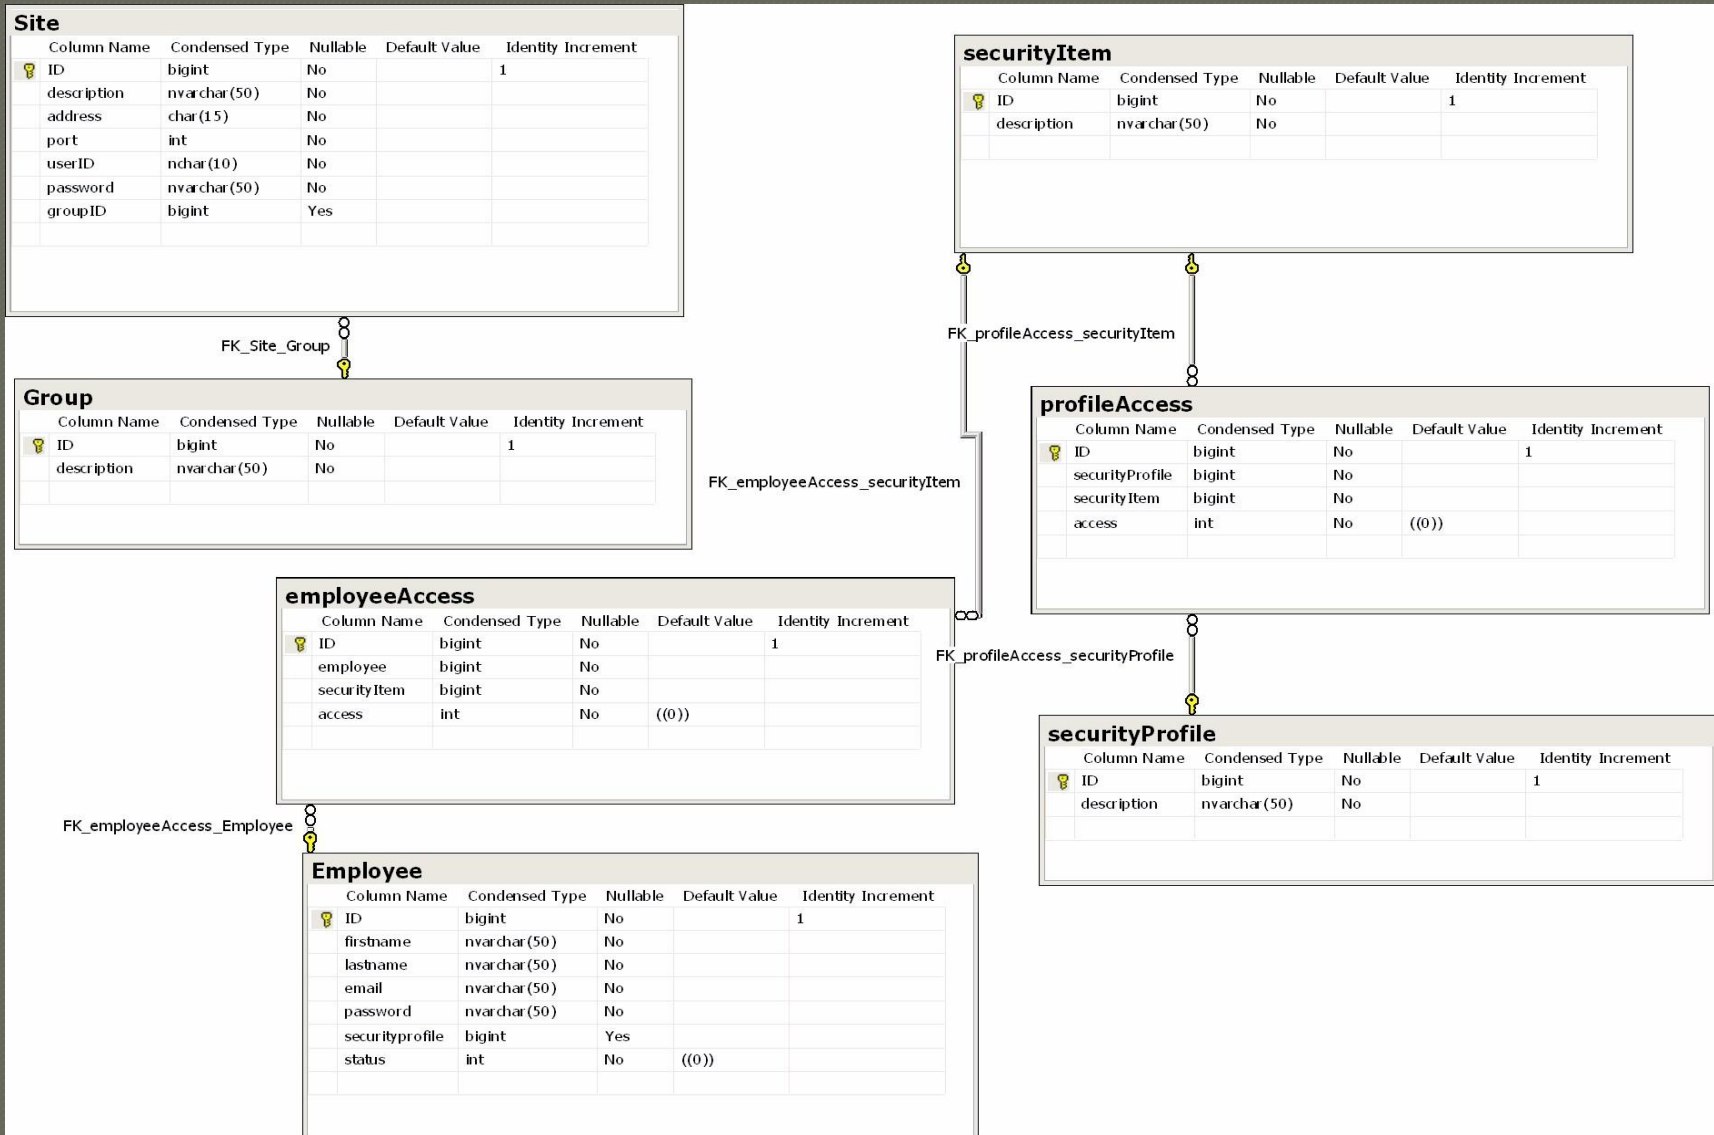 Site
Column Name Condensed Type Nullable Default Value Identity Increment
ID bigint No 1
description nvarchar(50) No
address char(15) No
port int No
userID nchar(10) No
password nvarchar(50) No
groupID bigint Yes
FK_Site_Group
Group
Column Name Condensed Type Nullable Default Value Identity Increment
ID bigint No 1
description nvarchar(50) No
securityItem
Column Name Condensed Type Nullable Default Value Identity Increment
ID bigint No 1
description nvarchar(50) No
FK_profileAccess_securityItem
profileAccess
Column Name Condensed Type Nullable Default Value Identity Increment
ID bigint No 1
securityProfile bigint No
securityItem bigint No
access int No ((0))
FK_employeeAccess_securityItem
employeeAccess
Column Name Condensed Type Nullable Default Value Identity Increment
ID bigint No 1
employee bigint No
securityItem bigint No
access int No ((0))
FK_profileAccess_securityProfile
securityProfile
Column Name Condensed Type Nullable Default Value Identity Increment
ID bigint No 1
description nvarchar(50) No
FK_employeeAccess_Employee
Employee
Column Name Condensed Type Nullable Default Value Identity Increment
ID bigint No 1
firstname nvarchar(50) No
lastname nvarchar(50) No
email nvarchar(50) No
password nvarchar(50) No
securityprofile bigint Yes
status int No ((0))